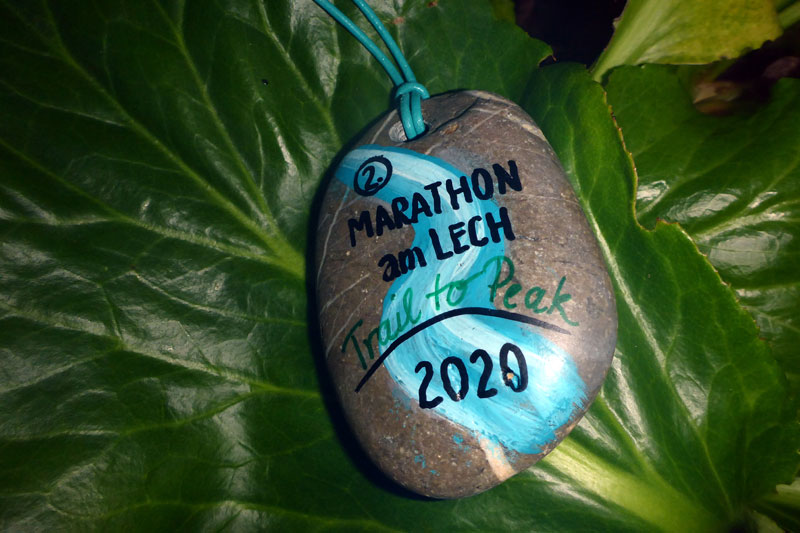 2.
MARATHON
am LECH
Trail to Peak
2020